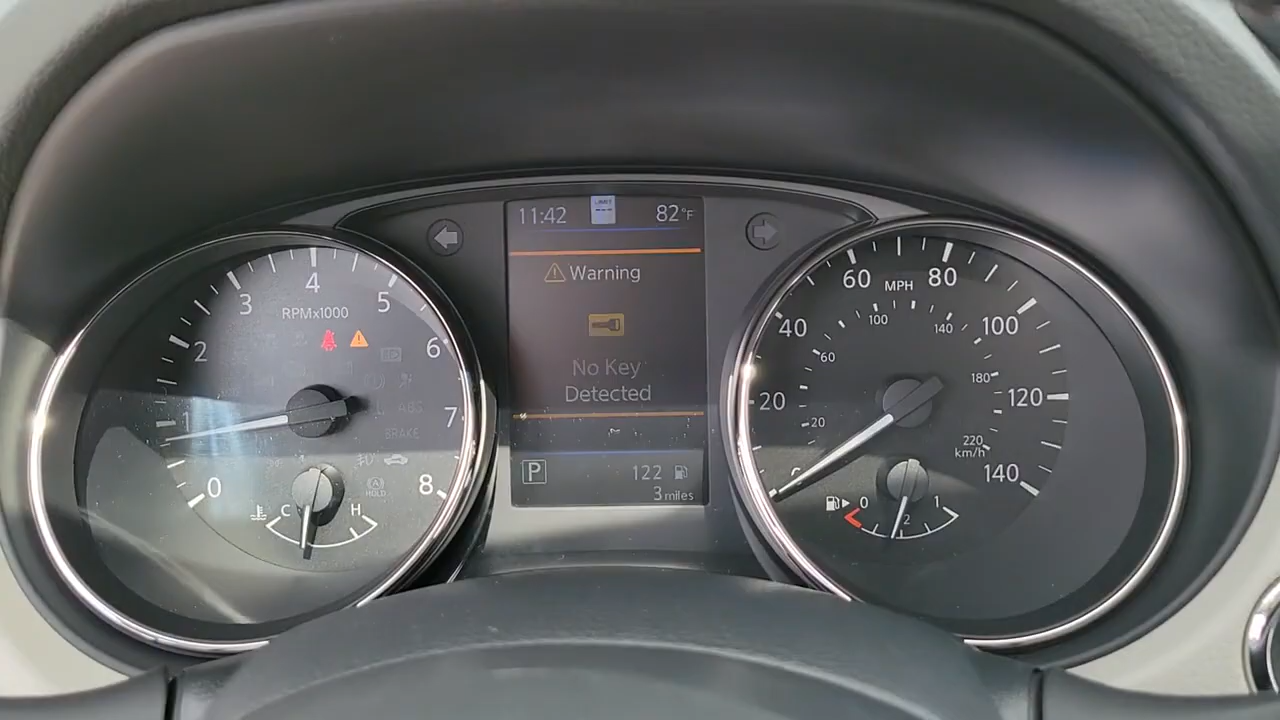 11:42
LIMIT
---
82°F
Warning
No Key
Detected
P
122
3 miles
0
1
2
3
4
5
6
7
8
RPMx1000
ABS
BRAKE
HOLD
C
H
0
20
40
60
80
100
120
140
MPH
20
60
100
140
180
220
km/h
0
2
1